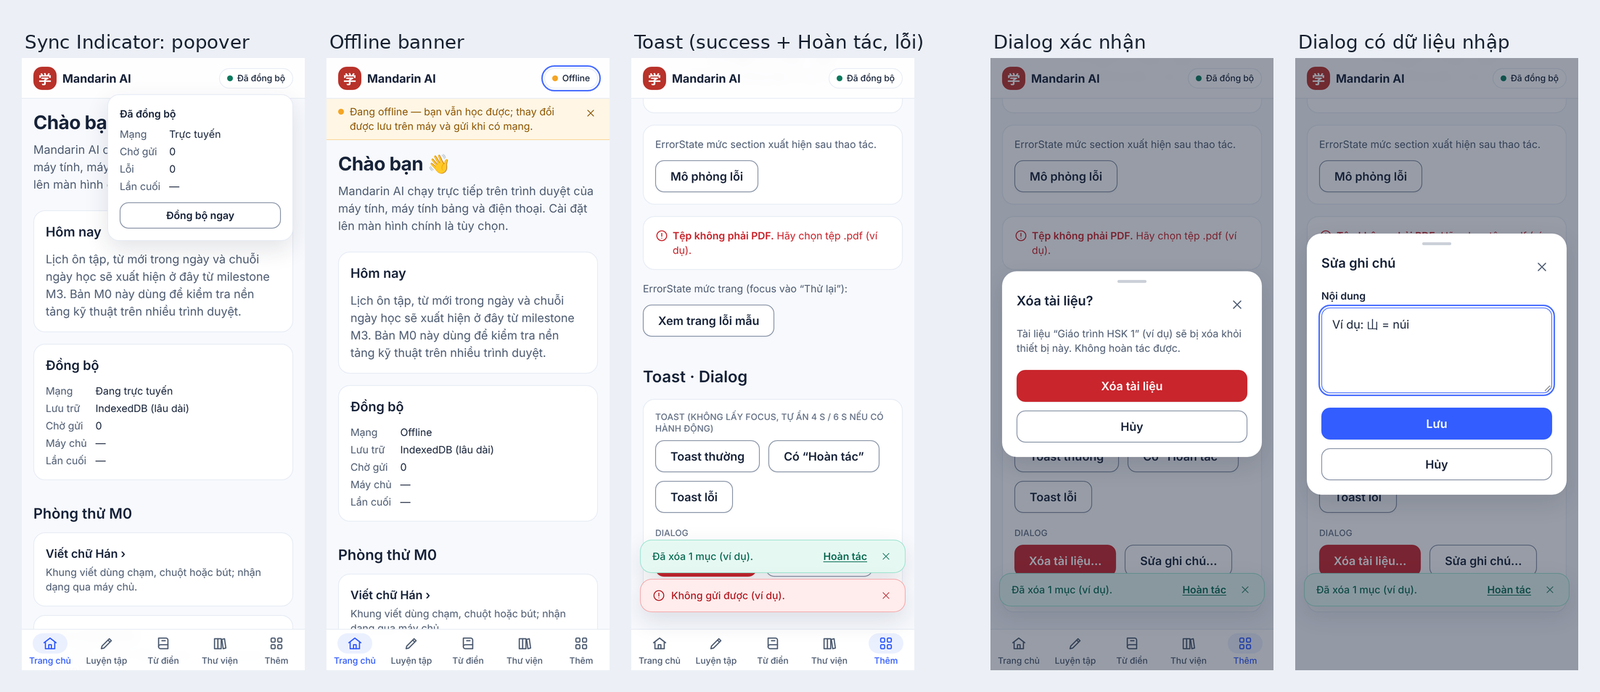 Sync Indicator: popover
学 Mandarin AI
Đã đồng bộ
Chào bạ
Đã đồng bộ
Mạng Trực tuyến
Chờ gửi 0
Lỗi 0
Lần cuối —
Đồng bộ ngay
Mandarin AI c
máy tính, máy
lên màn hình
Hôm nay
Lịch ôn tập, từ mới trong ngày và chuỗi
ngày học sẽ xuất hiện ở đây từ milestone
M3. Bản M0 này dùng để kiểm tra nền
tảng kỹ thuật trên nhiều trình duyệt.
Đồng bộ
Mạng Đang trực tuyến
Lưu trữ IndexedDB (lâu dài)
Chờ gửi 0
Máy chủ —
Lần cuối —
Phòng thử M0
Viết chữ Hán ›
Khung viết dùng chạm, chuột hoặc bút; nhận
dạng qua máy chủ.
Trang chủ Luyện tập Từ điển Thư viện Thêm
Offline banner
学 Mandarin AI
Offline
Đang offline — bạn vẫn học được; thay đổi
được lưu trên máy và gửi khi có mạng.
Chào bạn 👋
Mandarin AI chạy trực tiếp trên trình duyệt của
máy tính, máy tính bảng và điện thoại. Cài đặt
lên màn hình chính là tùy chọn.
Hôm nay
Lịch ôn tập, từ mới trong ngày và chuỗi
ngày học sẽ xuất hiện ở đây từ milestone
M3. Bản M0 này dùng để kiểm tra nền
tảng kỹ thuật trên nhiều trình duyệt.
Đồng bộ
Mạng Offline
Lưu trữ IndexedDB (lâu dài)
Chờ gửi 0
Máy chủ —
Lần cuối —
Phòng thử M0
Viết chữ Hán ›
Khung viết dùng chạm, chuột hoặc bút; nhận
dạng qua máy chủ.
Trang chủ Luyện tập Từ điển Thư viện Thêm
Toast (success + Hoàn tác, lỗi)
学 Mandarin AI
Đã đồng bộ
ErrorState mức section xuất hiện sau thao tác.
Mô phỏng lỗi
Tệp không phải PDF. Hãy chọn tệp .pdf (ví
dụ).
ErrorState mức trang (focus vào “Thử lại”):
Xem trang lỗi mẫu
Toast · Dialog
TOAST (KHÔNG LẤY FOCUS, TỰ ẨN 4 S / 6 S NẾU CÓ
HÀNH ĐỘNG)
Toast thường Có “Hoàn tác”
Toast lỗi
DIALOG
Đã xóa 1 mục (ví dụ). Hoàn tác
Không gửi được (ví dụ).
Trang chủ Luyện tập Từ điển Thư viện Thêm
Dialog xác nhận
学 Mandarin AI
Đã đồng bộ
ErrorState mức section xuất hiện sau thao tác.
Mô phỏng lỗi
Tệp không phải PDF. Hãy chọn tệp .pdf (ví
Xóa tài liệu?
Tài liệu “Giáo trình HSK 1” (ví dụ) sẽ bị xóa khỏi
thiết bị này. Không hoàn tác được.
Xóa tài liệu
Hủy
Toast thường Có “Hoàn tác”
Toast lỗi
DIALOG
Xóa tài liệu... Sửa ghi chú...
Đã xóa 1 mục (ví dụ). Hoàn tác
Trang chủ Luyện tập Từ điển Thư viện Thêm
Dialog có dữ liệu nhập
学 Mandarin AI
Đã đồng bộ
ErrorState mức section xuất hiện sau thao tác.
Mô phỏng lỗi
Sửa ghi chú
Nội dung
Ví dụ: 山 = núi
Lưu
Hủy
Toast lỗi
DIALOG
Xóa tài liệu... Sửa ghi chú...
Đã xóa 1 mục (ví dụ). Hoàn tác